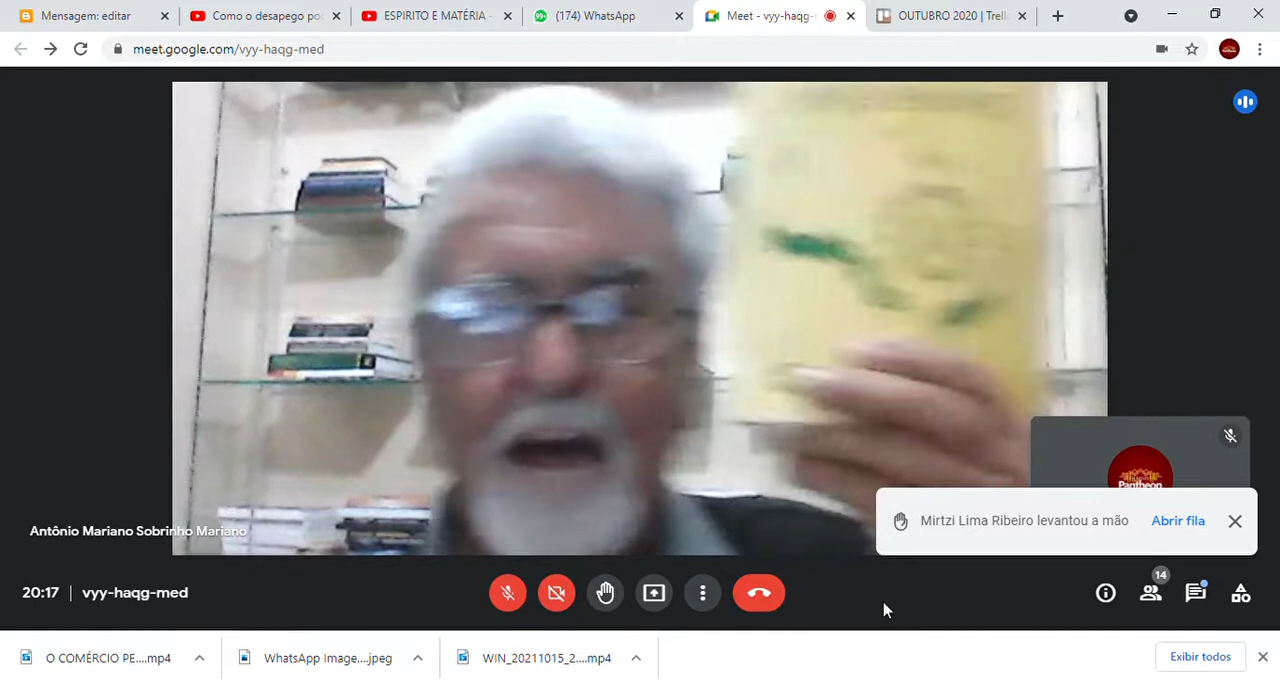 Mensagem: editar
Como o desapego po
ESPIRITO E MATÉRIA -
99+
(174) WhatsApp
Meet - vyy-haqg-
OUTUBRO 2020 | Trell
meet.google.com/vyy-haqg-med
Pantheon
Mirtzi Lima Ribeiro levantou a mão
Abrir fila
Antônio Mariano Sobrinho Mariano
20:17 | vyy-haqg-med
14
O COMÉRCIO PE....mp4
WhatsApp Image....jpeg
WIN_20211015_2....mp4
Exibir todos